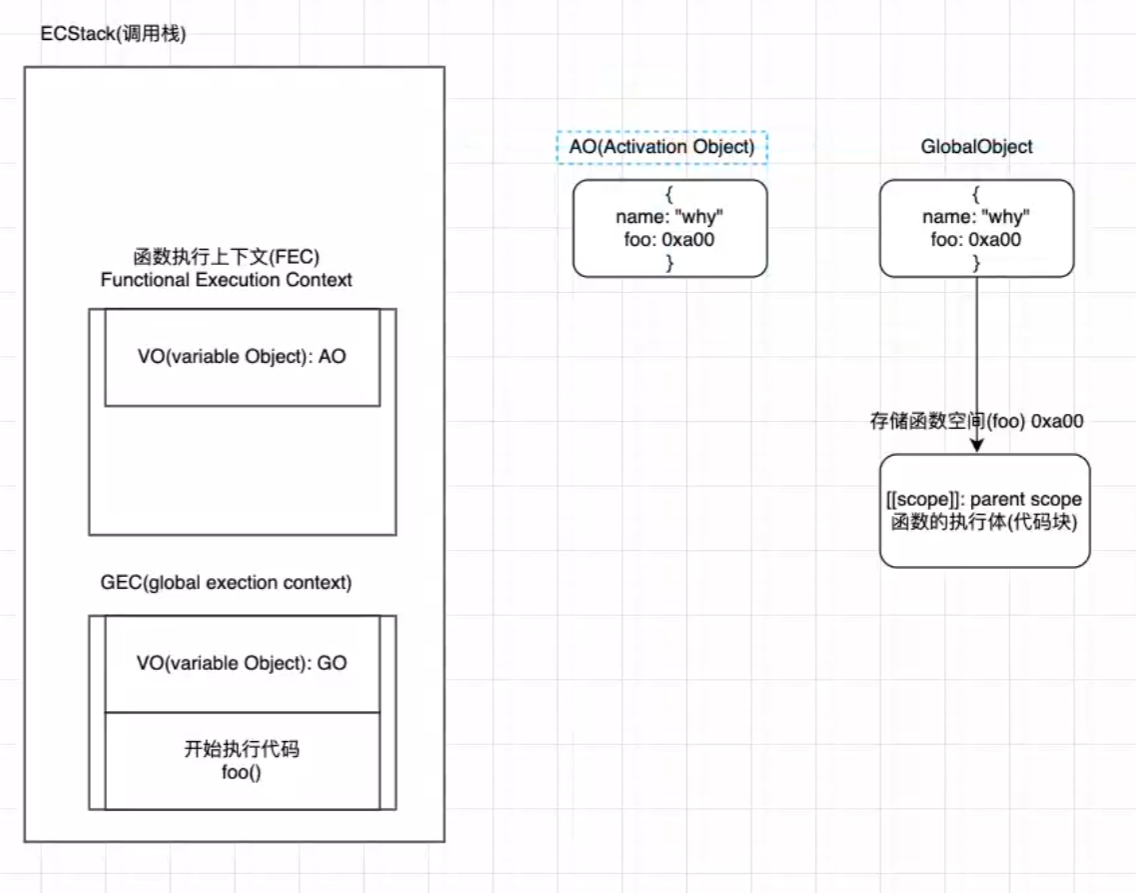 ECStack(调用栈)
函数执行上下文(FEC)
Functional Execution Context
VO(variable Object): AO
GEC(global exection context)
VO(variable Object): GO
开始执行代码
foo()
AO(Activation Object)
{
name: "why"
foo: 0xa00
}
GlobalObject
{
name: "why"
foo: 0xa00
}
存储函数空间(foo) 0xa00
[[scope]]: parent scope
函数的执行体(代码块)